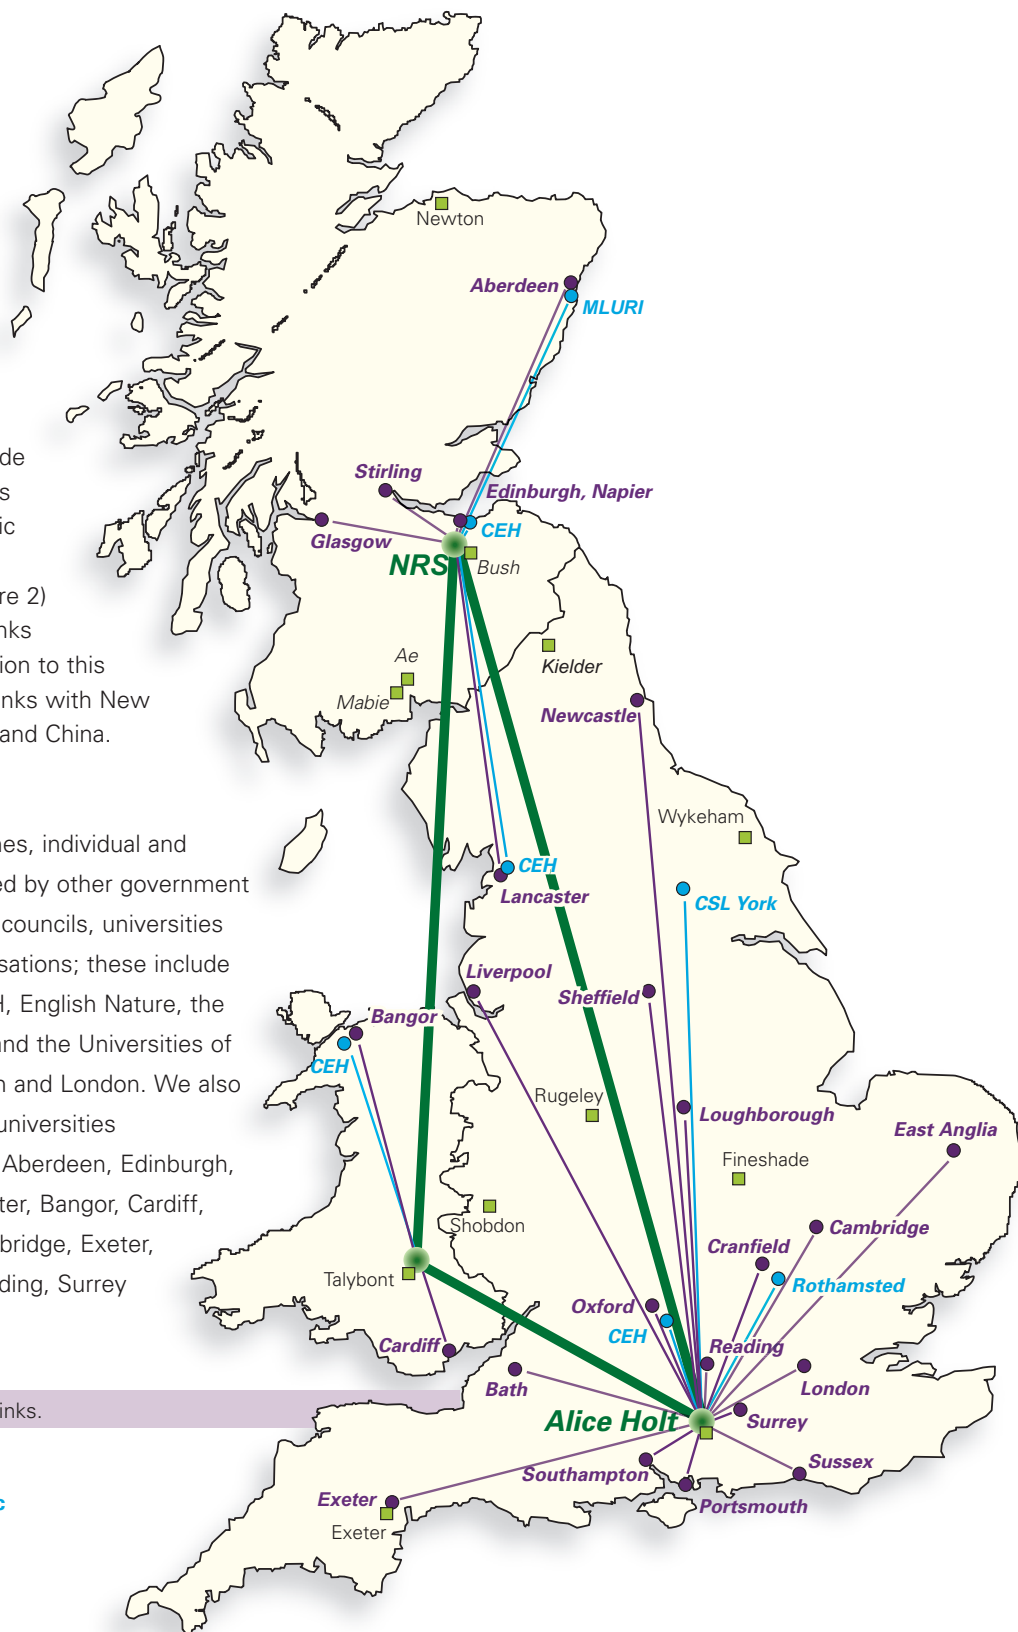 Newton
Aberdeen
MLURI
de
s
Stirling
Edinburgh, Napier
ic
CEH
Glasgow
NRS
Bush
re 2)
nks
Ae
Kielder
ion to this
Mabie
inks with New
Newcastle
and China.
Wykeham
nes, individual and
CEH
ed by other government
Lancaster
CSL York
councils, universities
isations; these include
Liverpool
Sheffield
H, English Nature, the
Bangor
and the Universities of
CEH
n and London. We also
Rugeley
Loughborough
universities
East Anglia
Aberdeen, Edinburgh,
Fineshade
ter, Bangor, Cardiff,
Shobdon
Cambridge
bridge, Exeter,
Cranfield
Talybont
ding, Surrey
Rothamsted
Oxford
CEH
Cardiff
Reading
Bath
London
inks.
Alice Holt
Surrey
Sussex
Southampton
Exeter
c
Portsmouth
Exeter